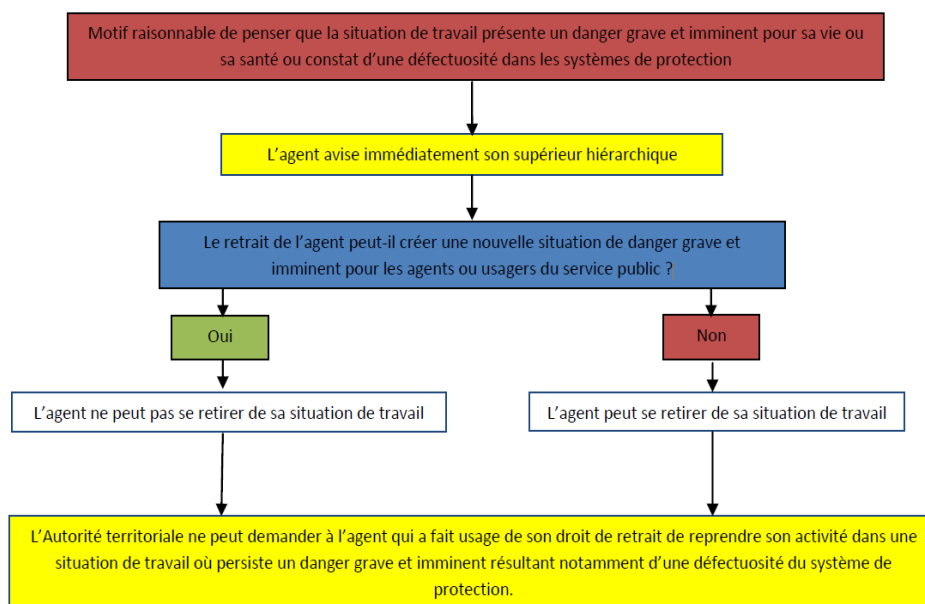 Motif raisonnable de penser que la situation de travail présente un danger grave et imminent pour sa vie ou
sa santé ou constat d’une défectuosité dans les systèmes de protection
L’agent avise immédiatement son supérieur hiérarchique
Le retrait de l’agent peut-il créer une nouvelle situation de danger grave et
imminent pour les agents ou usagers du service public ?
Oui
Non
L’agent ne peut pas se retirer de sa situation de travail
L’agent peut se retirer de sa situation de travail
L’Autorité territoriale ne peut demander à l’agent qui a fait usage de son droit de retrait de reprendre son activité dans une
situation de travail où persiste un danger grave et imminent résultant notamment d’une défectuosité du système de
protection.